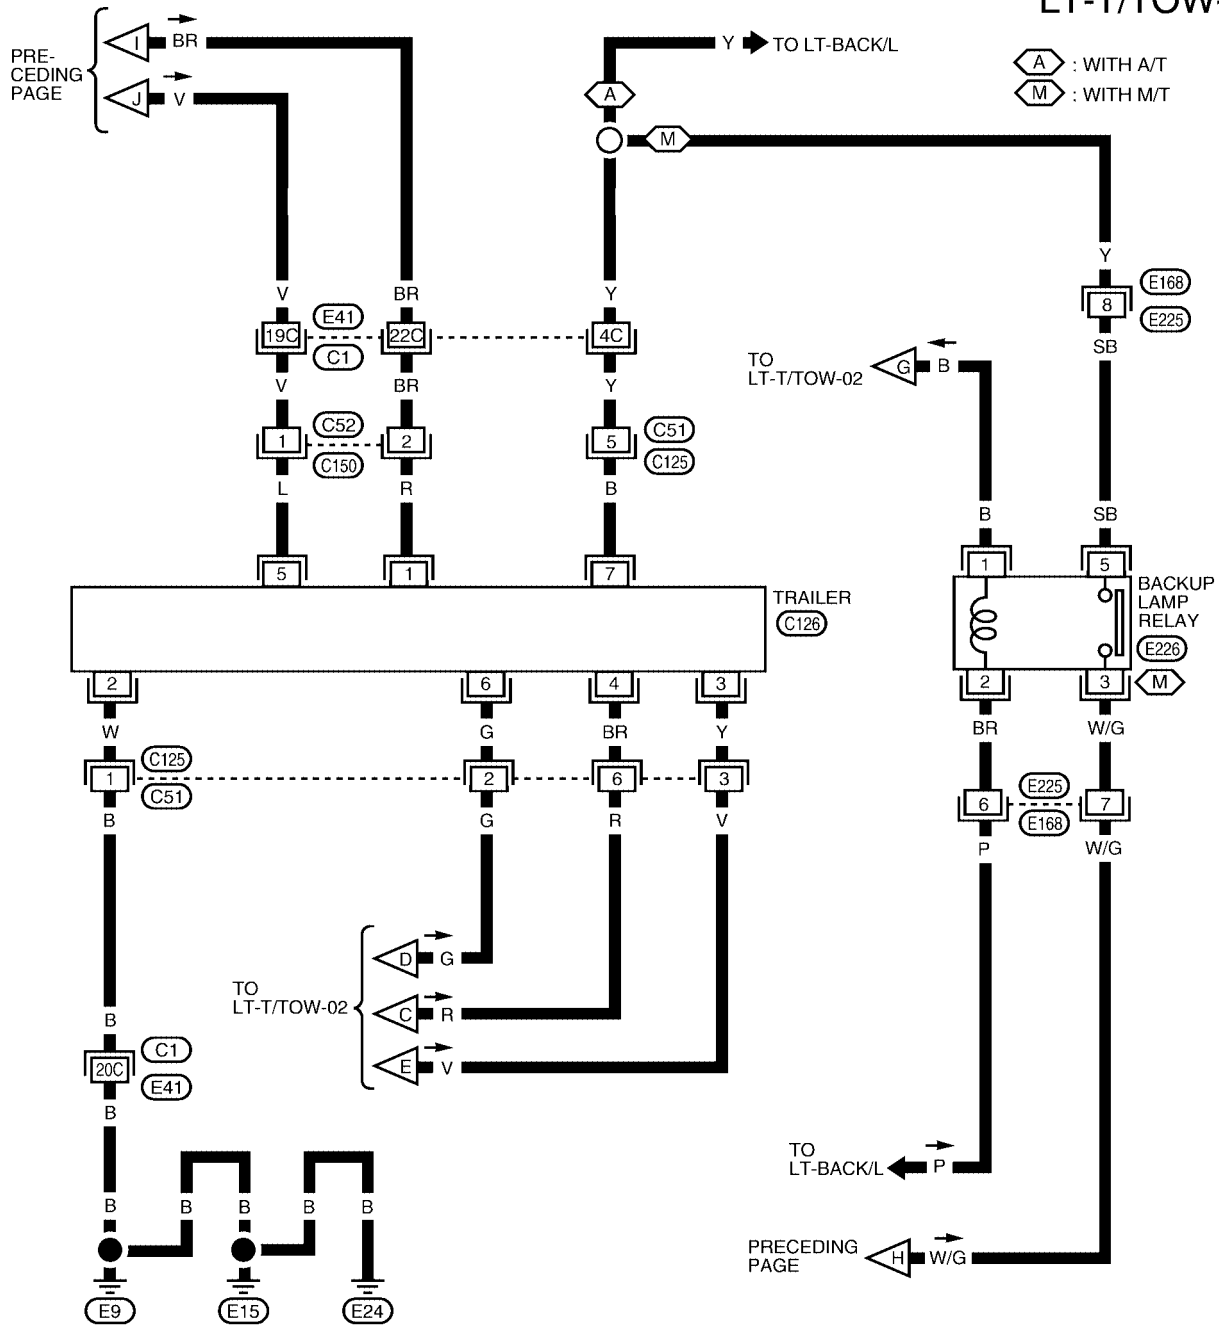 LT-T/TOW-
PRE-
CEDING
PAGE
I BR
J V
Y TO LT-BACK/L
A : WITH A/T
M : WITH M/T
A
M
Y
V BR Y
E168
8
E225
19C E41 22C 4C
C1
SB
TO
LT-T/TOW-02
G B
V BR Y
1 C52 2 5 C51
C150 C125
L R B
B SB
5 1 7
1 5
TRAILER
C126
BACKUP
LAMP
RELAY
E226
M
2 6 4 3
2 3
W G BR Y
BR W/G
C125
1 2 6 3
C51
E225
6 7
E168
B G R V
P W/G
TO
LT-T/TOW-02
D G
C R
E V
B
C1
20C
E41
B
TO
LT-BACK/L
P
B B B B B
PRECEDING
PAGE
H W/G
E9 E15 E24